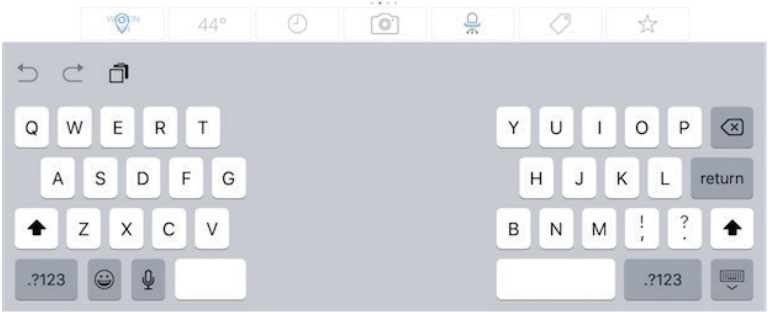 44°
Q W E R T Y U I O P
A S D F G H J K L return
Z X C V B N M ! , ? .
.?123 .?123